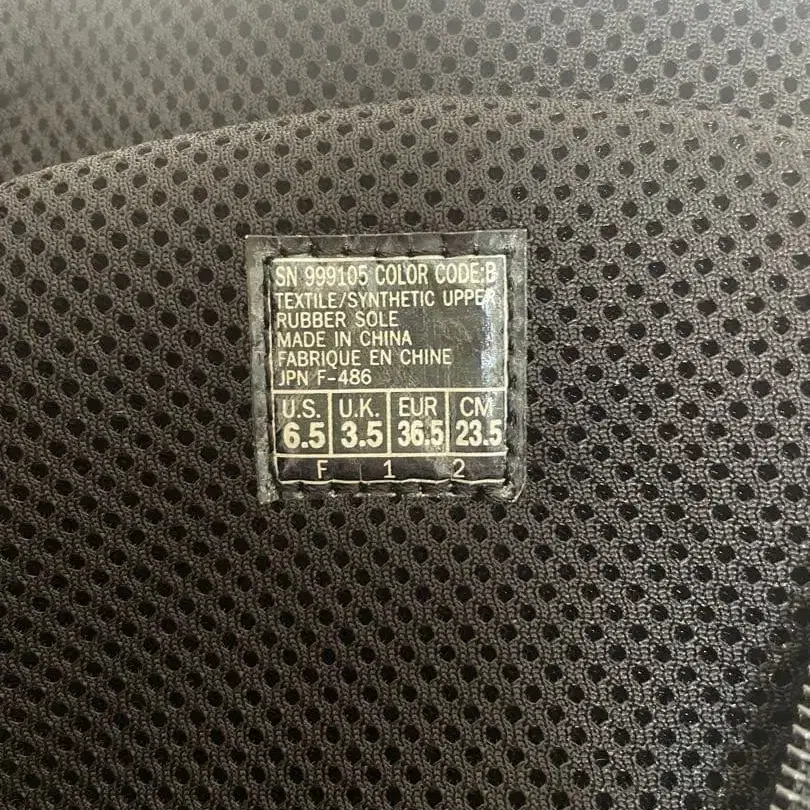 SN 999105 COLOR CODE:B
TEXTILE/SYNTHETIC UPPER
RUBBER SOLE
MADE IN CHINA
FABRIQUE EN CHINE
JPN F-486
U.S. U.K. EUR CM
6.5 3.5 36.5 23.5
F 1 2